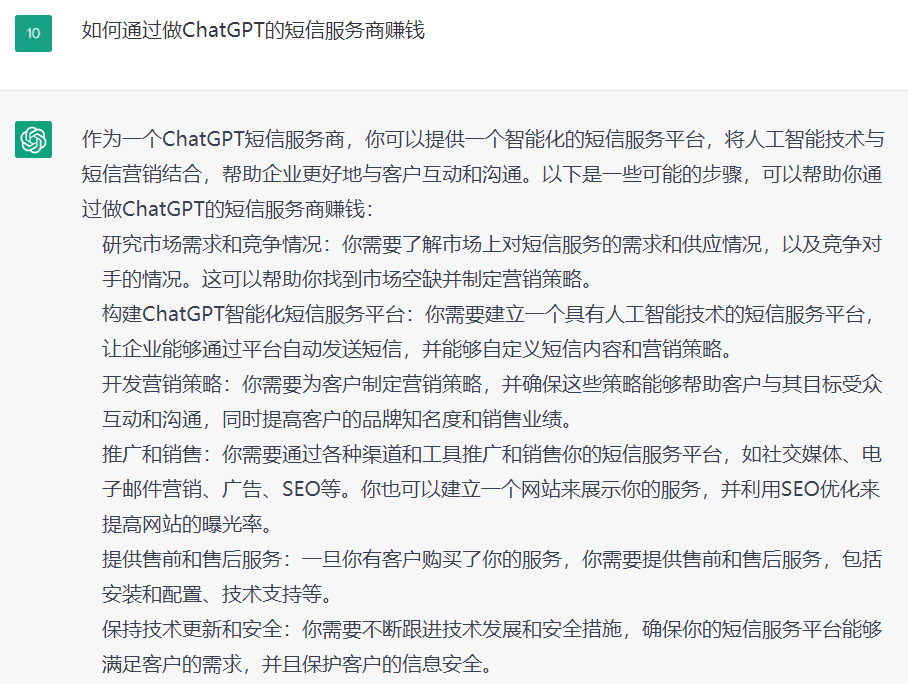 10
如何通过做ChatGPT的短信服务商赚钱
作为一个ChatGPT短信服务商，你可以提供一个智能化的短信服务平台，将人工智能技术与
短信营销结合，帮助企业更好地与客户互动和沟通。以下是一些可能的步骤，可以帮助你通
过做ChatGPT的短信服务商赚钱：
研究市场需求和竞争情况：你需要了解市场上对短信服务的需求和供应情况，以及竞争对
手的情况。这可以帮助你找到市场空缺并制定营销策略。
构建ChatGPT智能化短信服务平台：你需要建立一个具有人工智能技术的短信服务平台，
让企业能够通过平台自动发送短信，并能够自定义短信内容和营销策略。
开发营销策略：你需要为客户制定营销策略，并确保这些策略能够帮助客户与其目标受众
互动和沟通，同时提高客户的品牌知名度和销售业绩。
推广和销售：你需要通过各种渠道和工具推广和销售你的短信服务平台，如社交媒体、电
子邮件营销、广告、SEO等。你也可以建立一个网站来展示你的服务，并利用SEO优化来
提高网站的曝光率。
提供售前和售后服务：一旦你有客户购买了你的服务，你需要提供售前和售后服务，包括
安装和配置、技术支持等。
保持技术更新和安全：你需要不断跟进技术发展和安全措施，确保你的短信服务平台能够
满足客户的需求，并且保护客户的信息安全。